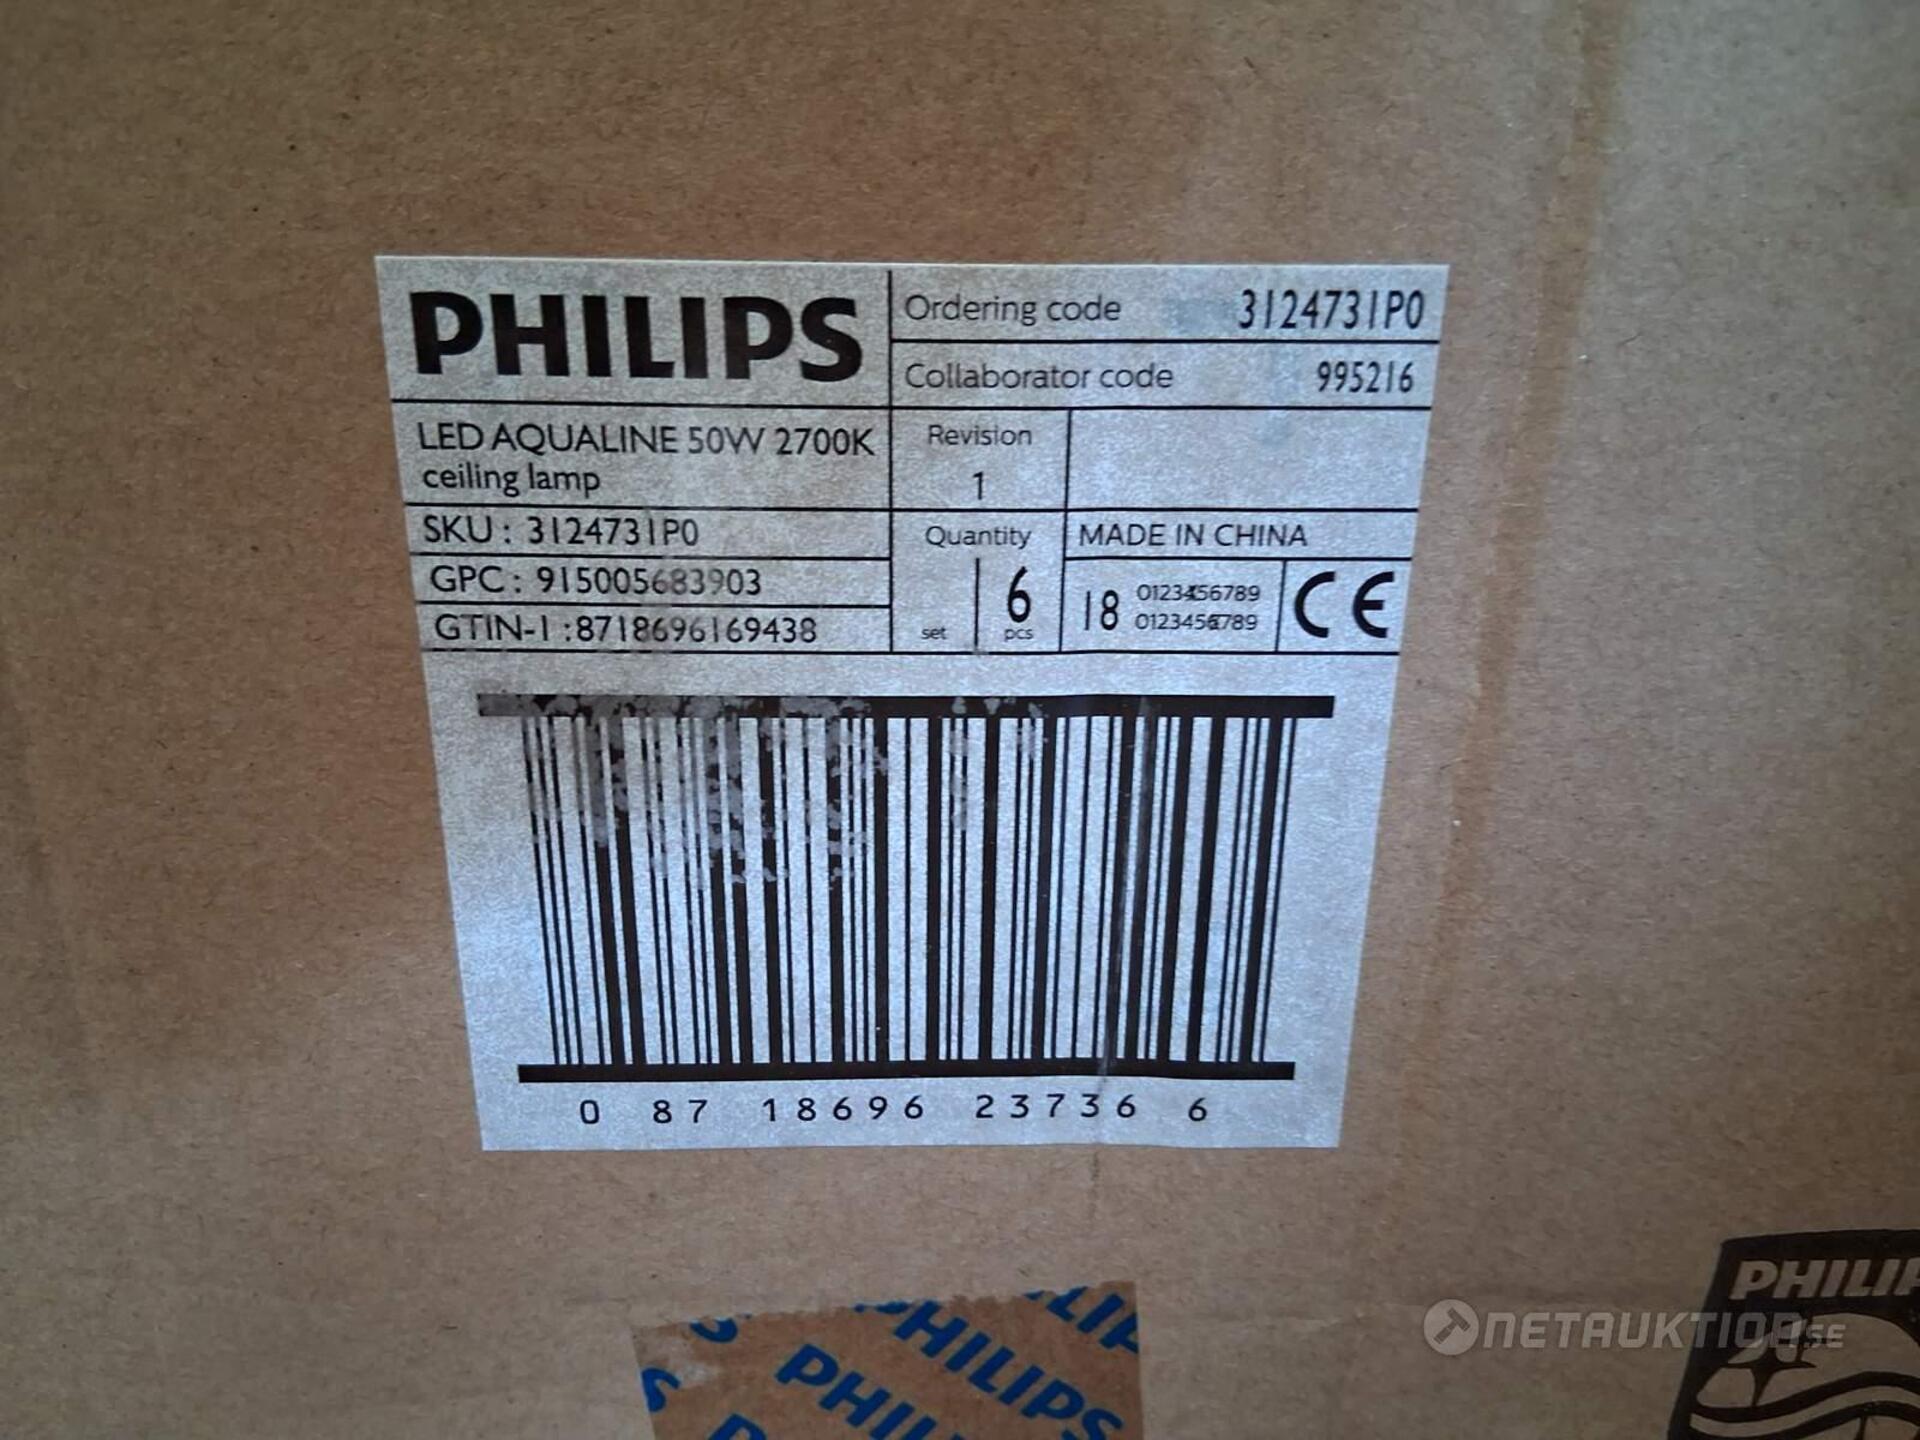 PHILIPS
Ordering code 3124731P0
Collaborator code 995216
LED AQUALINE 50W 2700K
ceiling lamp
Revision
1
SKU: 3124731P0
GPC: 915005683903
GTIN-1:8718696169438
Quantity
set
6
pcs
MADE IN CHINA
18
0123456789
0123456789
CE
0 87 18696 23736 6
PHILIPS
PHILIPS
NETAUKTION.SE